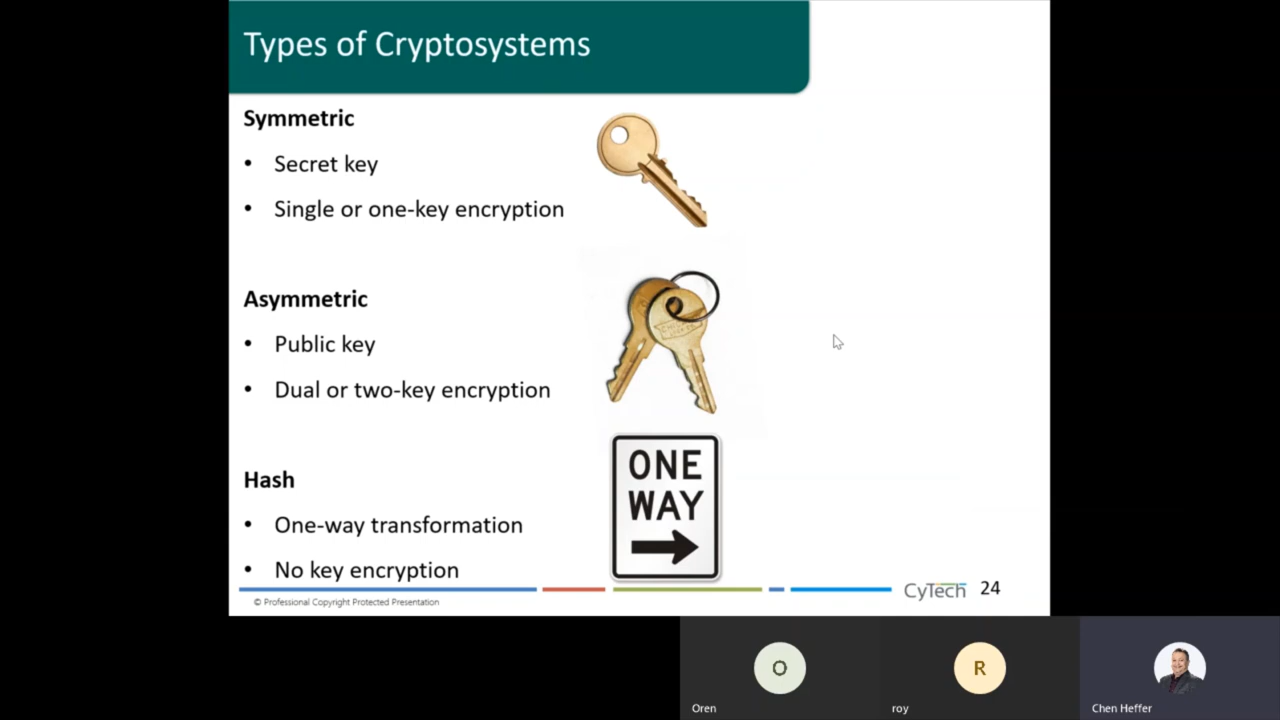 Types of Cryptosystems
Symmetric
• Secret key
• Single or one-key encryption
Asymmetric
• Public key
• Dual or two-key encryption
Hash
• One-way transformation
• No key encryption
ONE
WAY
© Professional Copyright Protected Presentation
CyTech
24
O
R
Oren
roy
Chen Heffer